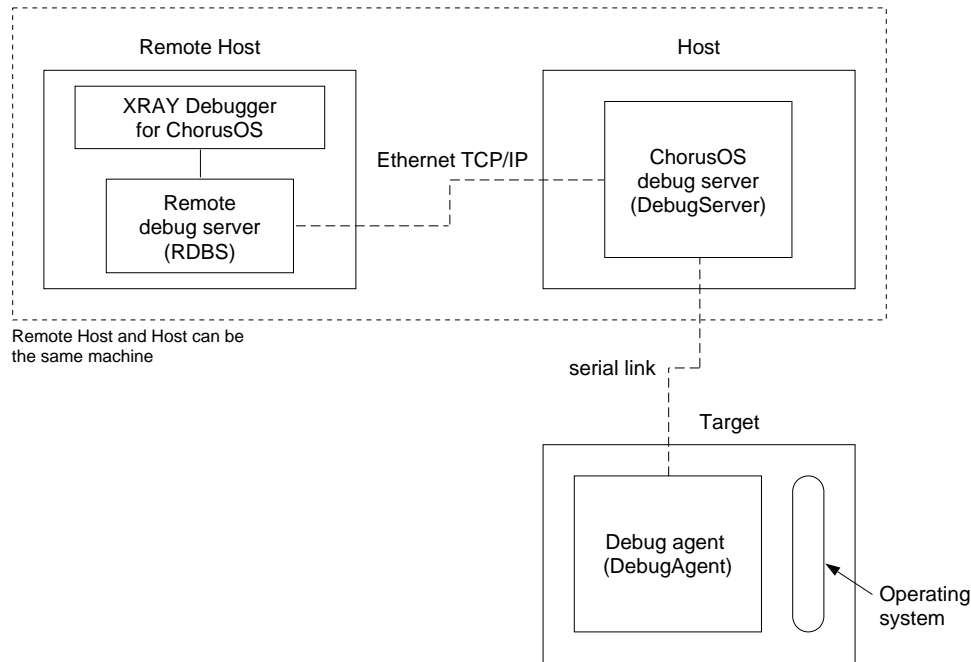 Remote Host
Host
XRAY Debugger
for ChorusOS
Ethernet TCP/IP
ChorusOS
debug server
(DebugServer)
Remote
debug server
(RDBS)
Remote Host and Host can be
the same machine
serial link
Target
Debug agent
(DebugAgent)
Operating
system